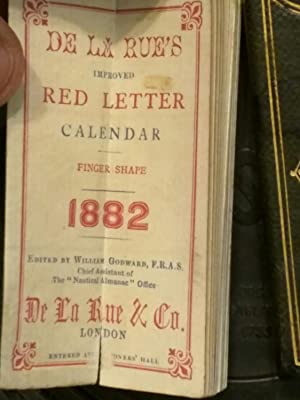 DE LA RUE'S
IMPROVED
RED LETTER
CALENDAR
FINGER SHAPE
1882
EDITED BY WILLIAM GODWARD, F.R.A.S.
Chief Assistant of
The "Nautical Almanac" Office
De La Rue & Co.
LONDON
ENTERED HALL